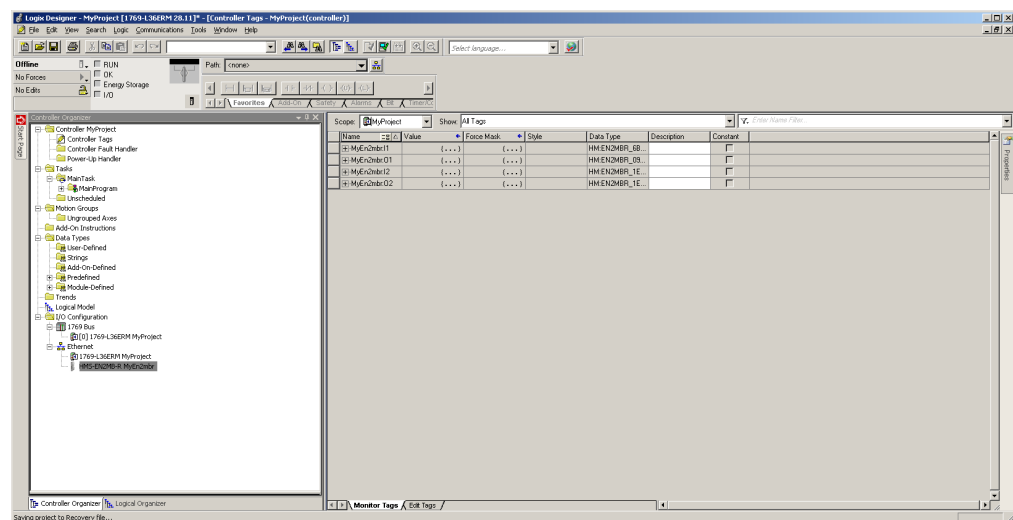 Logix Designer - MyProject [1769-L36ERM 28.11]* - [Controller Tags - MyProject(controller)]
File Edit View Search Logic Communications Tools Window Help
Select language...
Offline
RUN
No Forces
OK
No Edits
Energy Storage
I/O
Path: <none>
Favorites Add-On Safety Alarms Bit Timer/Co
Controller Organizer
Start Page
Controller MyProject
Controller Tags
Controller Fault Handler
Power-Up Handler
Tasks
MainTask
MainProgram
Unscheduled
Motion Groups
Ungrouped Axes
Add-On Instructions
Data Types
User-Defined
Strings
Add-On-Defined
Predefined
Module-Defined
Trends
Logical Model
I/O Configuration
1769 Bus
[0] 1769-L36ERM MyProject
Ethernet
1769-L36ERM MyProject
HMS-EN2MB-R MyEn2mbr
Controller Organizer Logical Organizer
Scope: MyProject Show: All Tags Enter Name Filter...
Name Value Force Mask Style Data Type Description Constant
MyEn2mbr:I1 {...} {...} HM:EN2MBR_6B...
MyEn2mbr:O1 {...} {...} HM:EN2MBR_09...
MyEn2mbr:I2 {...} {...} HM:EN2MBR_1E...
MyEn2mbr:O2 {...} {...} HM:EN2MBR_1E...
Properties
Monitor Tags Edit Tags
Saving project to Recovery file...